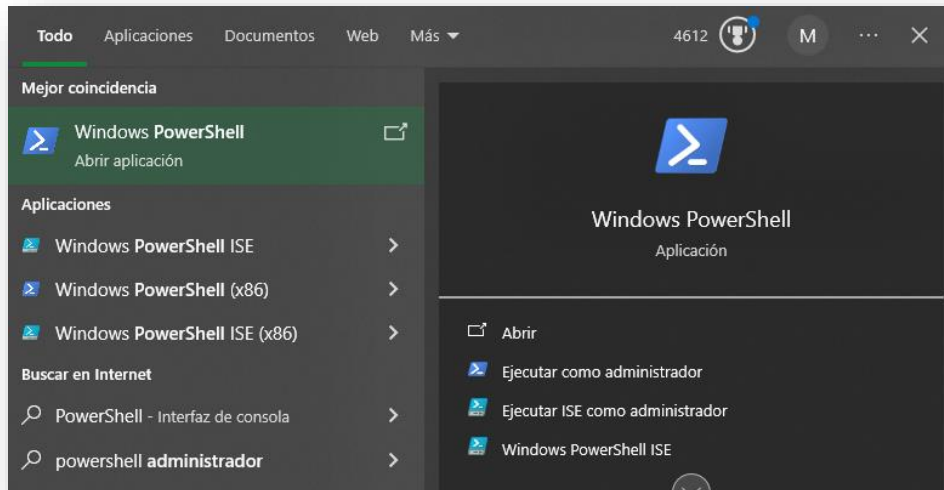 Todo Aplicaciones Documentos Web Más 4612 M ...
Mejor coincidencia
Windows PowerShell
Abrir aplicación
Aplicaciones
Windows PowerShell ISE
Windows PowerShell (x86)
Windows PowerShell ISE (x86)
Buscar en Internet
PowerShell - Interfaz de consola
powershell administrador
Windows PowerShell
Aplicación
Abrir
Ejecutar como administrador
Ejecutar ISE como administrador
Windows PowerShell ISE